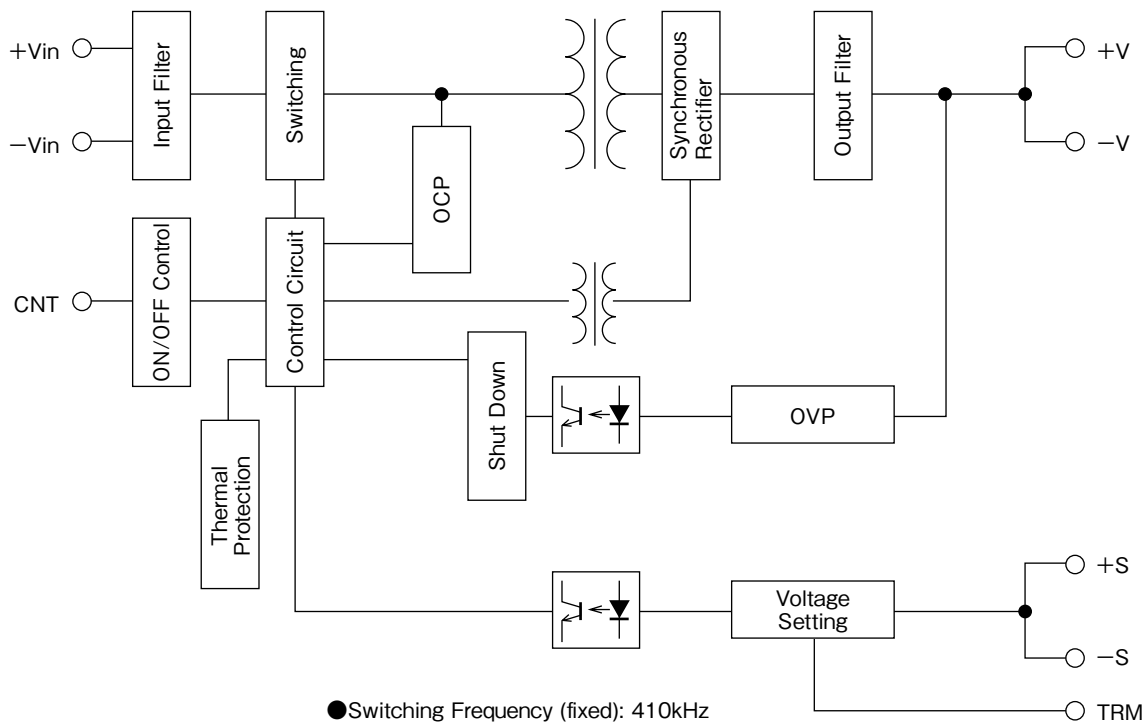 +Vin
−Vin
Input Filter
Switching
OCP
Synchronous
Rectifier
Output Filter
+V
−V
CNT
ON/OFF Control
Control Circuit
Thermal
Protection
Shut Down
OVP
Voltage
Setting
+S
−S
TRM
●Switching Frequency (fixed): 410kHz